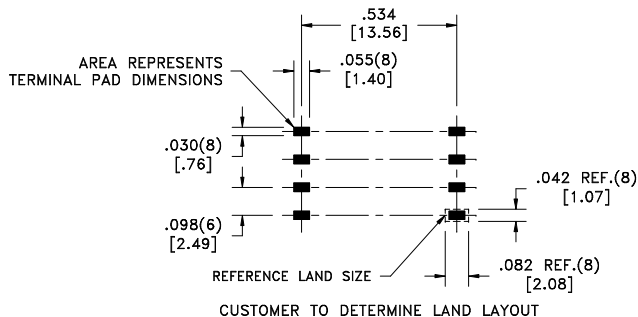 .534
[13.56]
AREA REPRESENTS
TERMINAL PAD DIMENSIONS
.055(8)
[1.40]
.030(8)
[.76]
.042 REF.(8)
[1.07]
.098(6)
[2.49]
REFERENCE LAND SIZE
.082 REF.(8)
[2.08]
CUSTOMER TO DETERMINE LAND LAYOUT